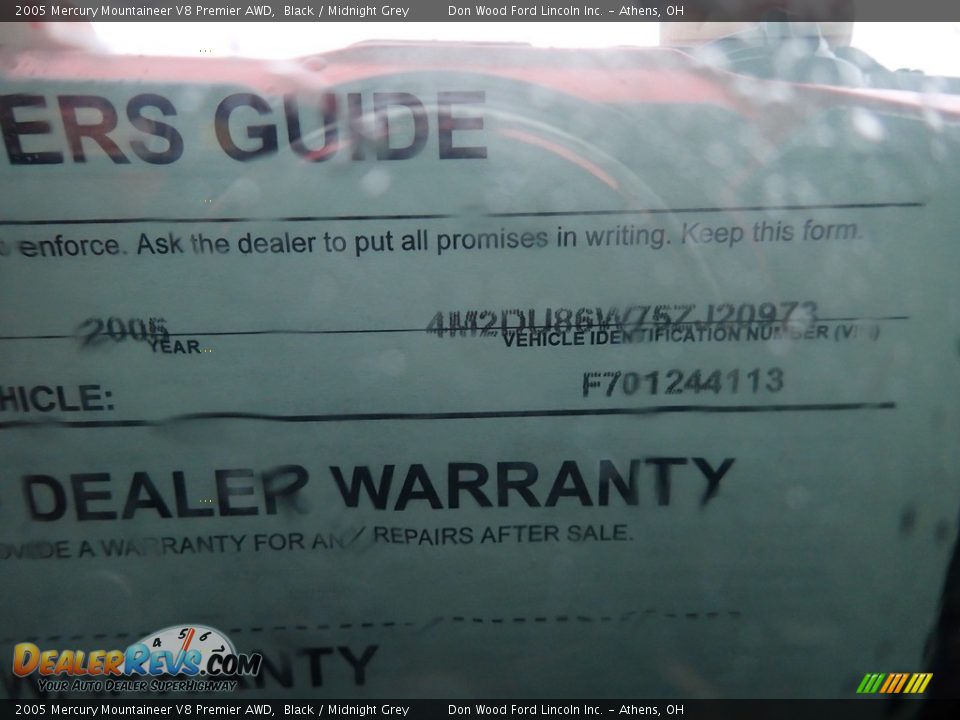 2005 Mercury Mountaineer V8 Premier AWD, Black / Midnight Grey Don Wood Ford Lincoln Inc. - Athens, OH
ERS GUIDE
enforce. Ask the dealer to put all promises in writing. Keep this form.
2005 4M2DU86W75ZJ20973
YEAR VEHICLE IDENTIFICATION NUMBER (VIN)
HICLE: F701244113
DEALER WARRANTY
OVIDE A WARRANTY FOR ANY REPAIRS AFTER SALE.
ANTY
DEALERREVS.COM
YOUR AUTO DEALER SUPERHIGHWAY
2005 Mercury Mountaineer V8 Premier AWD, Black / Midnight Grey Don Wood Ford Lincoln Inc. - Athens, OH